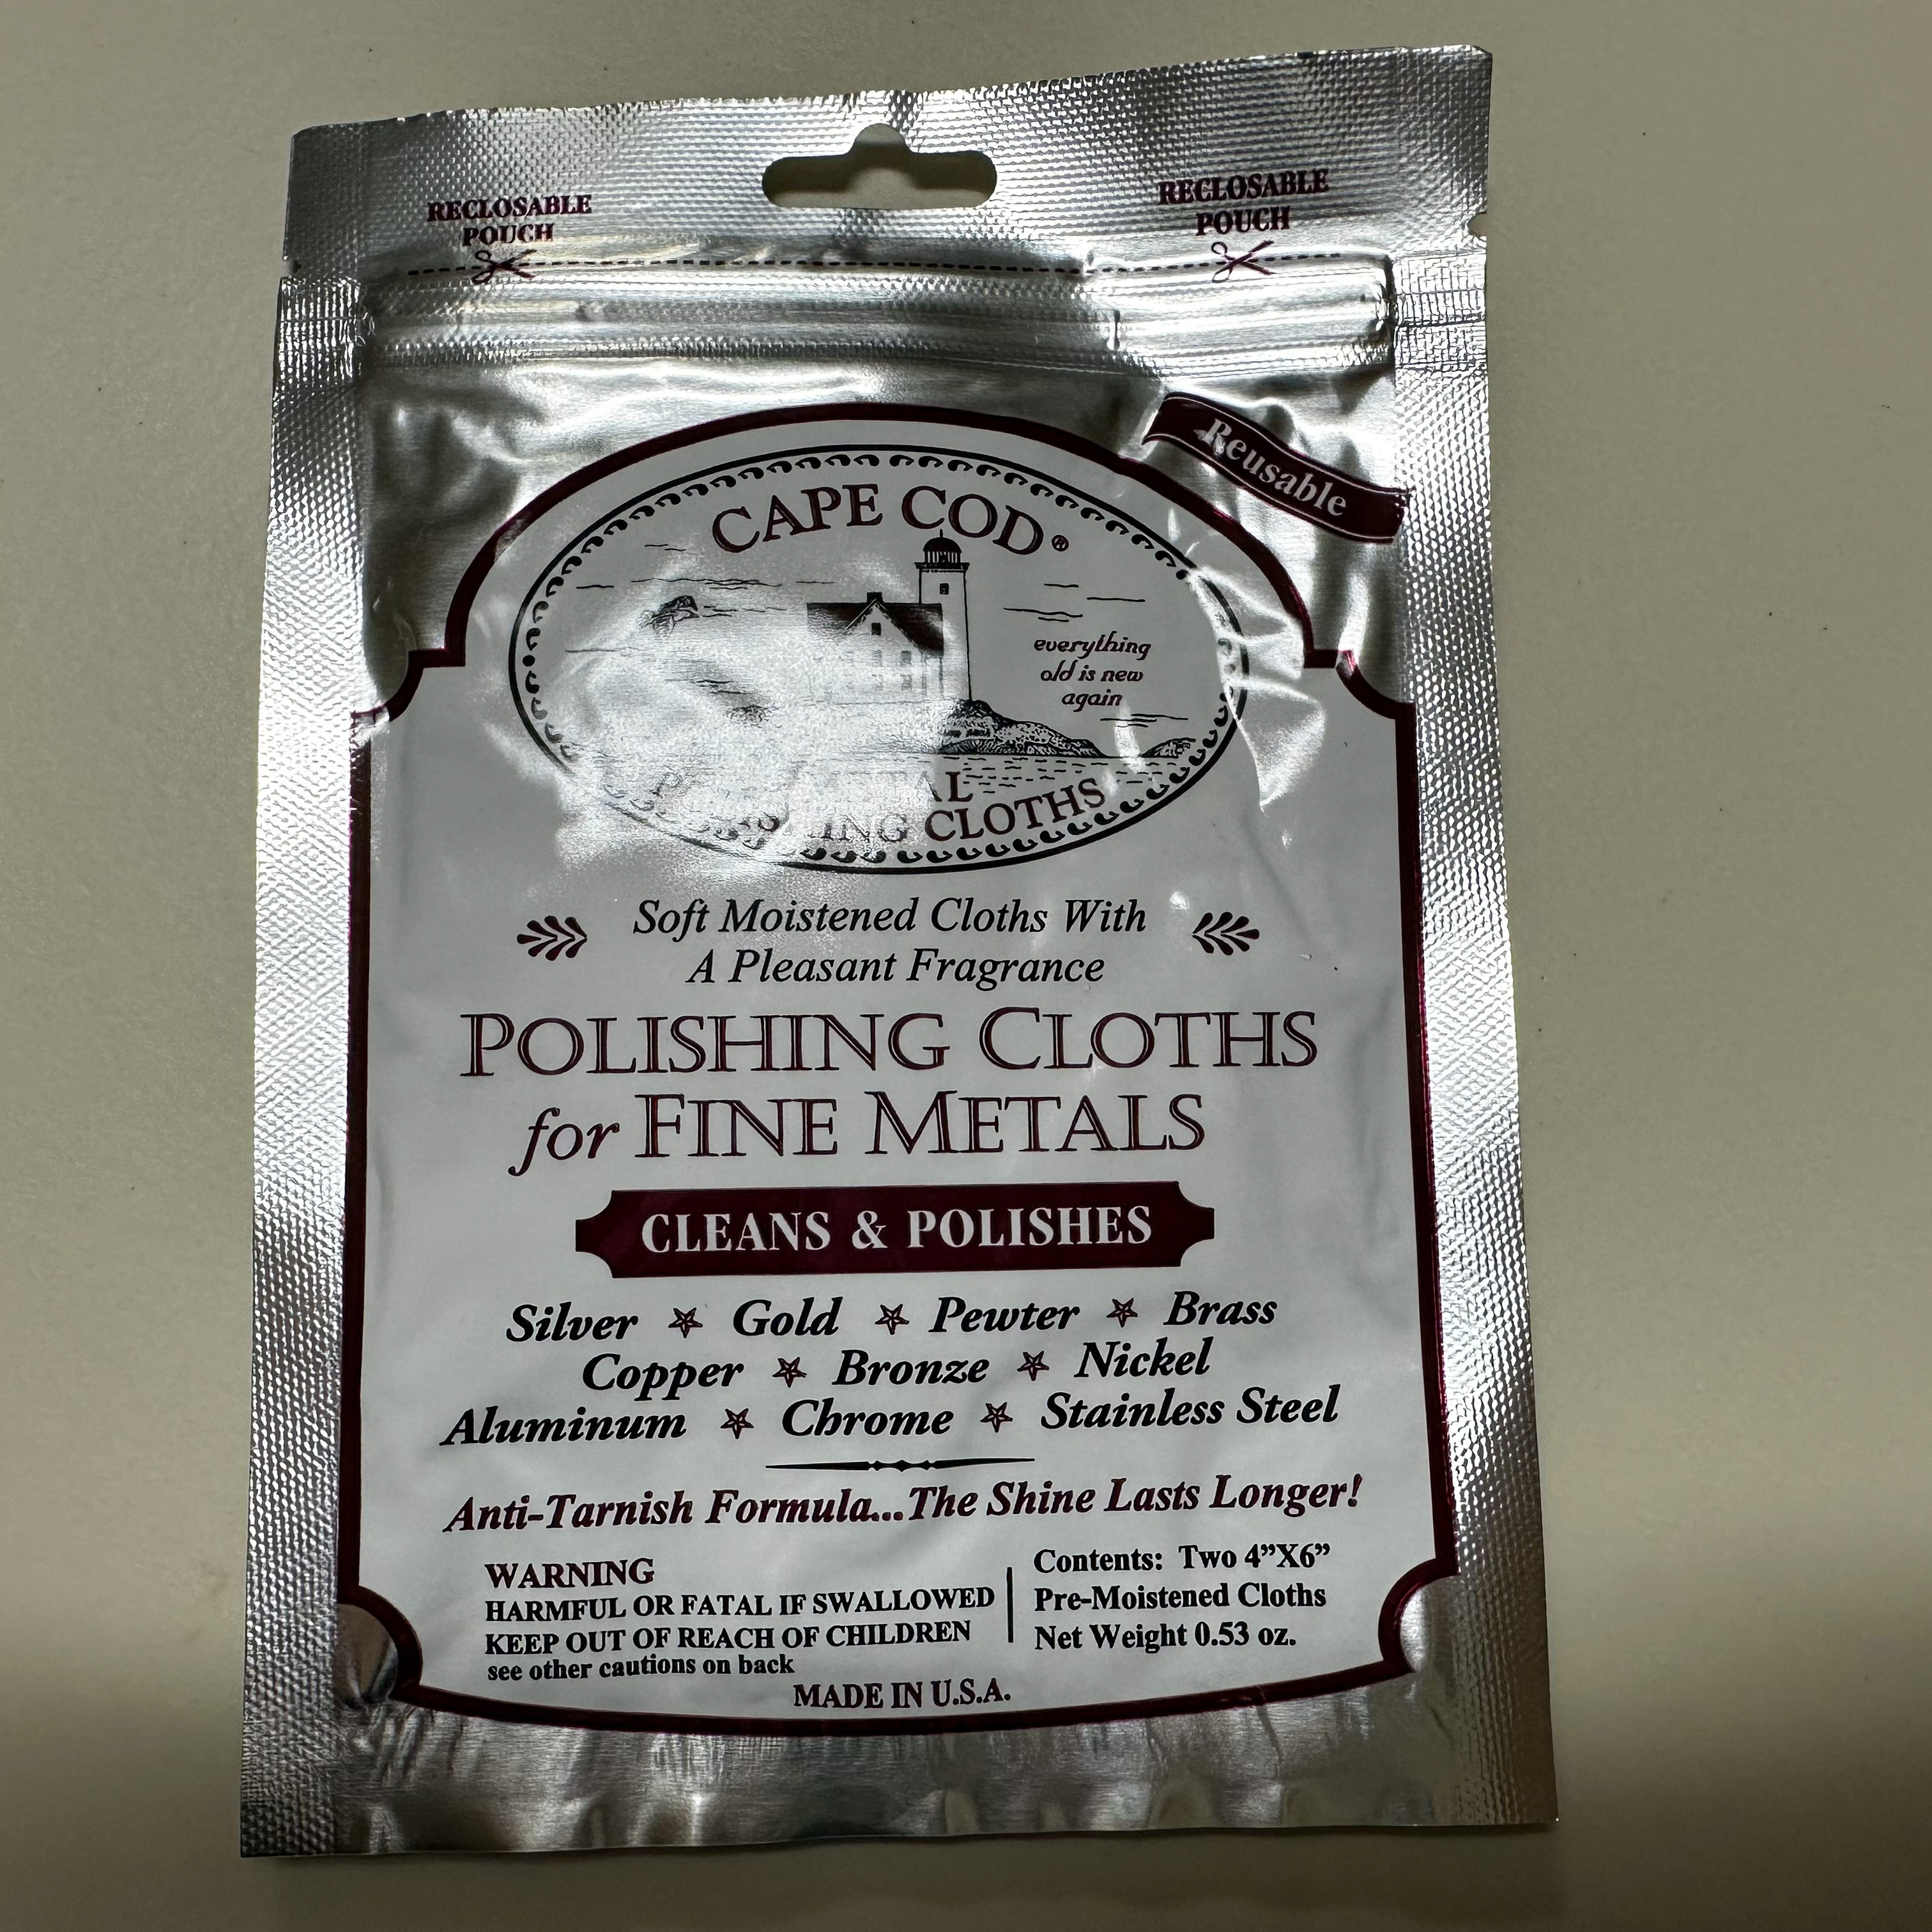 RECLOSABLE
POUCH
RECLOSABLE
POUCH
Reusable
CAPE COD®
everything
old is new
again
CLOTHS
Soft Moistened Cloths With
A Pleasant Fragrance
POLISHING CLOTHS
for FINE METALS
CLEANS & POLISHES
Silver Gold Pewter Brass
Copper Bronze Nickel
Aluminum Chrome Stainless Steel
Anti-Tarnish Formula...The Shine Lasts Longer!
WARNING
HARMFUL OR FATAL IF SWALLOWED
KEEP OUT OF REACH OF CHILDREN
see other cautions on back
Contents: Two 4”X6”
Pre-Moistened Cloths
Net Weight 0.53 oz.
MADE IN U.S.A.